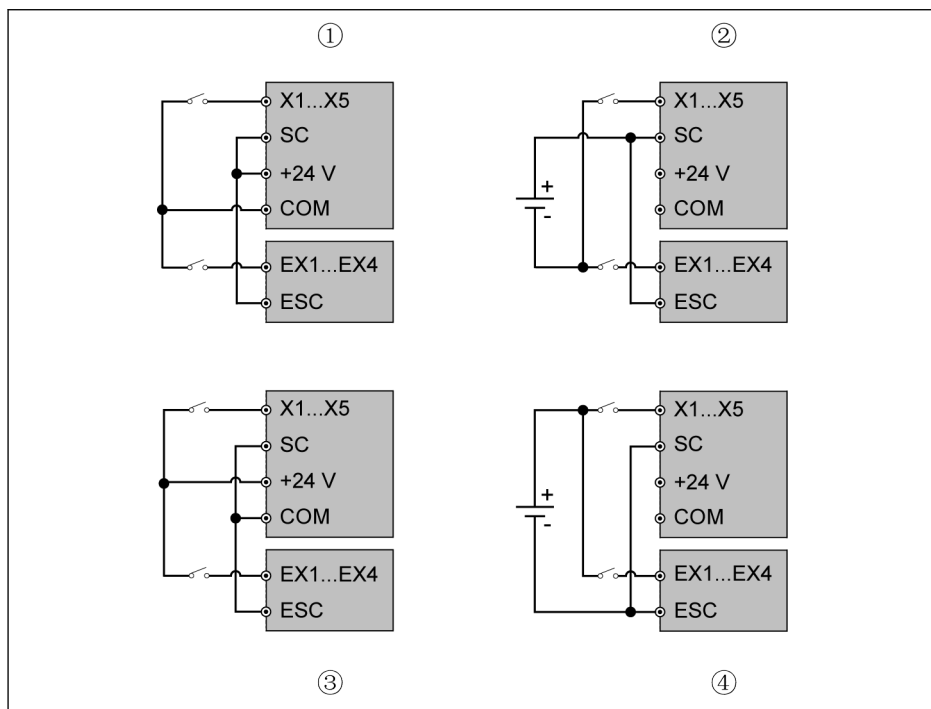 ①
X1...X5
SC
+24 V
COM
EX1...EX4
ESC
②
X1...X5
SC
+24 V
COM
EX1...EX4
ESC
+
-
X1...X5
SC
+24 V
COM
EX1...EX4
ESC
③
X1...X5
SC
+24 V
COM
EX1...EX4
ESC
+
-
④